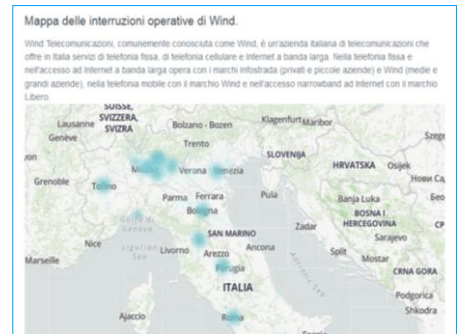 Mappa delle interruzioni operative di Wind.
Wind Telecomunicazioni, comunemente conosciuta come Wind, è un'azienda italiana di telecomunicazioni che
offre in Italia servizi di telefonia fissa, di telefonia cellulare e Internet a banda larga. Nella telefonia fissa e
nell'accesso ad Internet a banda larga opera con i marchi Infostrada (privati e piccole aziende) e Wind (medie e
grandi aziende), nella telefonia mobile con il marchio Wind e nell'accesso narrowband ad Internet con il marchio
Libero.
SUISSE,
SVIZZERA,
SVIZRA
Lausanne
Genève
Bolzano - Bozen
Klagenfurt
Maribor
Trento
SLOVENIJA
Grenoble
Torino
Verona
Venezia
HRVATSKA
Osijek
Parma
Ferrara
Pula
Banja Luka
Bologna
BOSNA I
HERCEGOVINA
SAN MARINO
Zadar
Sarajevo
Nice
Ligurian
Livorno
Arezzo
Ancona
Split
Mostar
Marseille
Perugia
Adriatic
CRNA GORA
ITALIA
Podgorica
Ajaccio
Roma
Shkodra